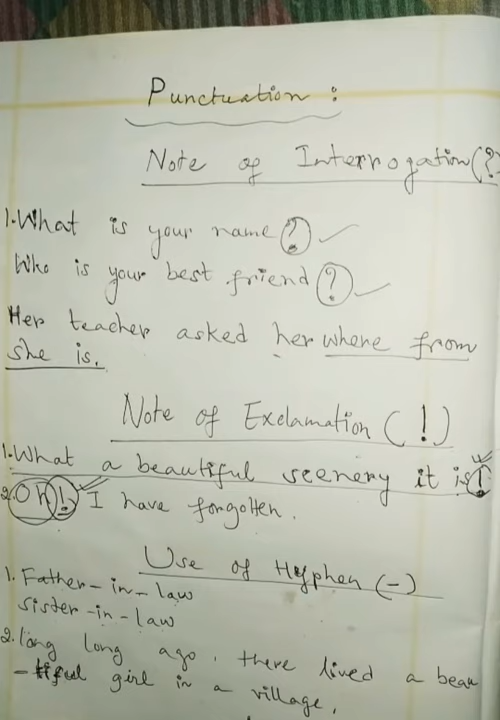 Punctuation :
Note of Interrogation (?)
1. What is your name ?
Who is your best friend ?
Her teacher asked her where from
she is.
Note of Exclamation ( ! )
1. What a beautiful scenery it is !
2. Oh ! I have forgotten .
Use of Hyphen (-)
1. Father - in - law
sister - in - law
2. long long ago , there lived a beau
-tiful girl in a village .